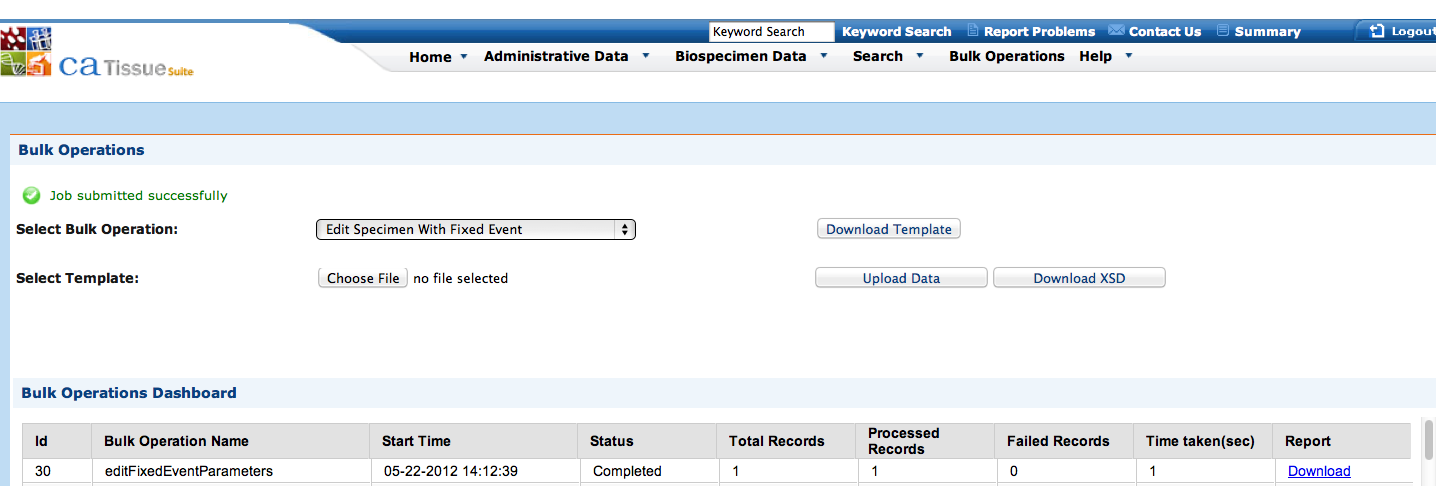 Keyword Search Keyword Search Report Problems Contact Us Summary Logout
ca Tissue Suite
Home Administrative Data Biospecimen Data Search Bulk Operations Help
Bulk Operations
Job submitted successfully
Select Bulk Operation: Edit Specimen With Fixed Event Download Template
Select Template: Choose File no file selected Upload Data Download XSD
Bulk Operations Dashboard
Id Bulk Operation Name Start Time Status Total Records Processed Records Failed Records Time taken(sec) Report
30 editFixedEventParameters 05-22-2012 14:12:39 Completed 1 1 0 1 Download